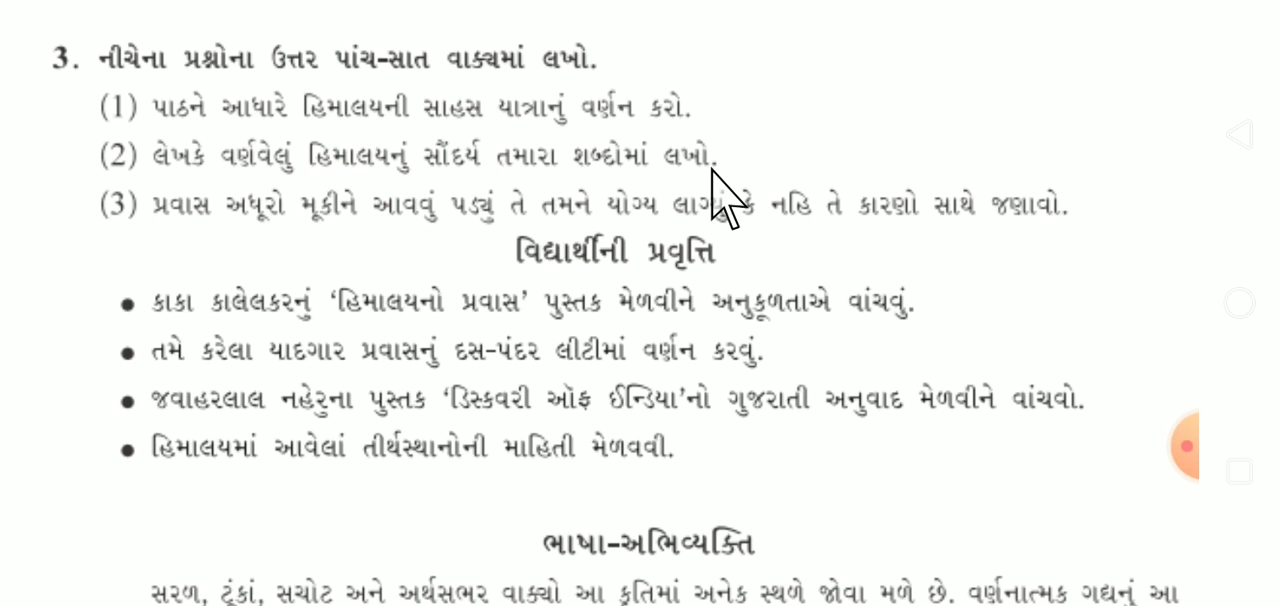 3. નીચેના પ્રશ્નોના ઉત્તર પાંચ-સાત વાક્યમાં લખો.
(1) પાઠને આધારે હિમાલયની સાહસ યાત્રાનું વર્ણન કરો.
(2) લેખકે વર્ણવેલું હિમાલયનું સૌંદર્ય તમારા શબ્દોમાં લખો.
(3) પ્રવાસ અધૂરો મૂકીને આવવું પડ્યું તે તમને યોગ્ય લાગ્યું કે નહિ તે કારણો સાથે જણાવો.
વિદ્યાર્થીની પ્રવૃત્તિ
• કાકા કાલેલકરનું ‘હિમાલયનો પ્રવાસ’ પુસ્તક મેળવીને અનુકૂળતાએ વાંચવું.
• તમે કરેલા યાદગાર પ્રવાસનું દસ-પંદર લીટીમાં વર્ણન કરવું.
• જવાહરલાલ નહેરુના પુસ્તક ‘ડિસ્કવરી ઑફ ઈન્ડિયા’નો ગુજરાતી અનુવાદ મેળવીને વાંચવો.
• હિમાલયમાં આવેલાં તીર્થસ્થાનોની માહિતી મેળવવી.
ભાષા-અભિવ્યક્તિ
સરળ, ટૂંકાં, સચોટ અને અર્થસભર વાક્યો આ કૃતિમાં અનેક સ્થળે જોવા મળે છે. વર્ણનાત્મક ગદ્યનું આ